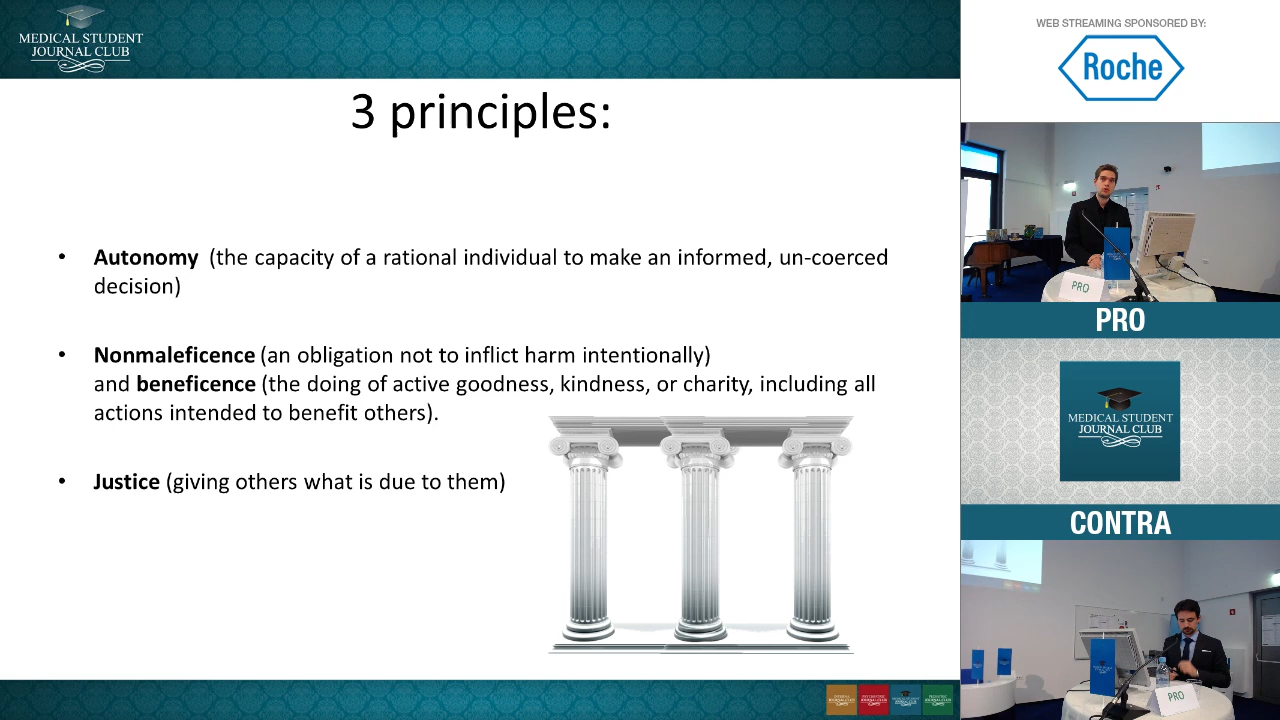 MEDICAL STUDENT
JOURNAL CLUB
3 principles:
• Autonomy (the capacity of a rational individual to make an informed, un-coerced
decision)
• Nonmaleficence (an obligation not to inflict harm intentionally)
and beneficence (the doing of active goodness, kindness, or charity, including all
actions intended to benefit others).
• Justice (giving others what is due to them)
WEB STREAMING SPONSORED BY:
Roche
PRO
PRO
MEDICAL STUDENT
JOURNAL CLUB
CONTRA
PRO